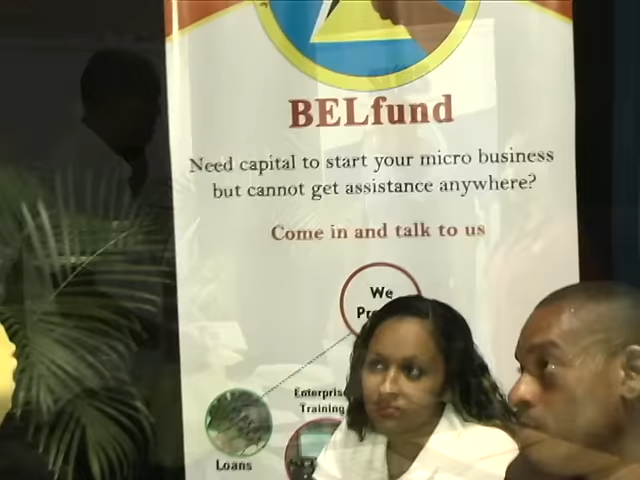 BELfund
Need capital to start your micro business
but cannot get assistance anywhere?
Come in and talk to us
We
Enterprise
Training
Loans